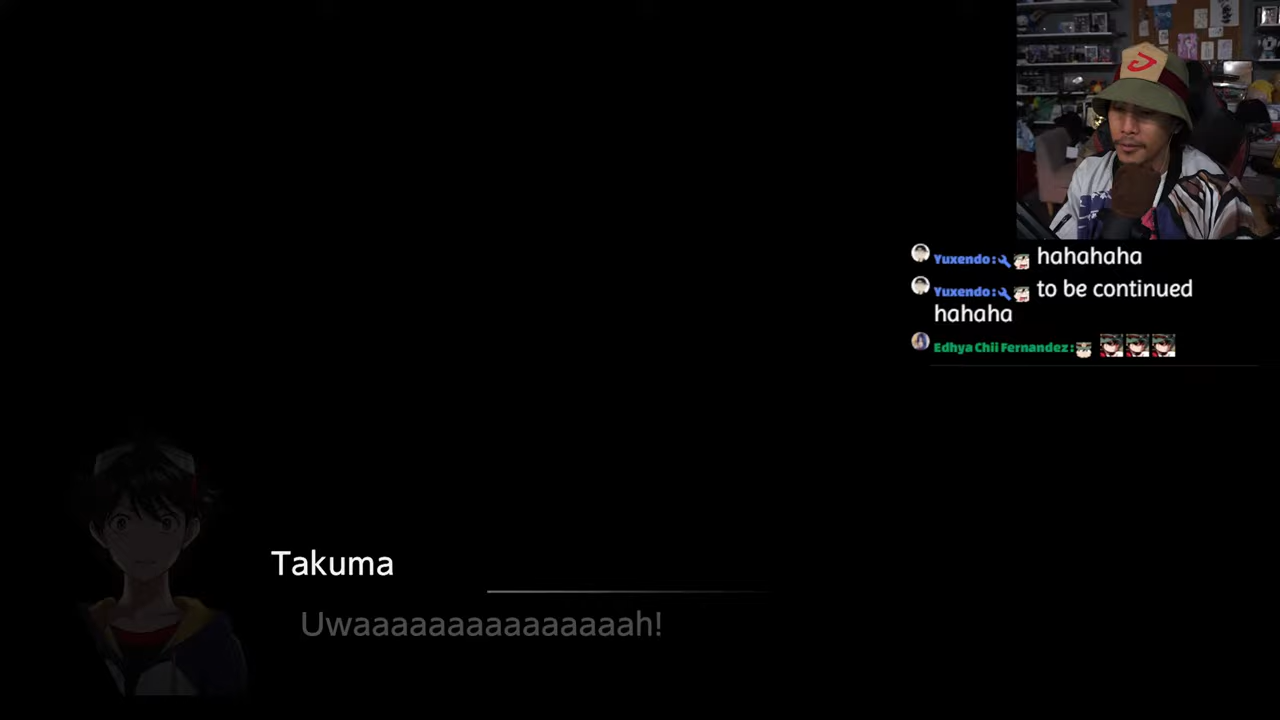 Yuxendo: hahahaha
Yuxendo: to be continued
hahaha
Edhya Chii Fernandez:
Takuma
Uwaaaaaaaaaaaaaaah!